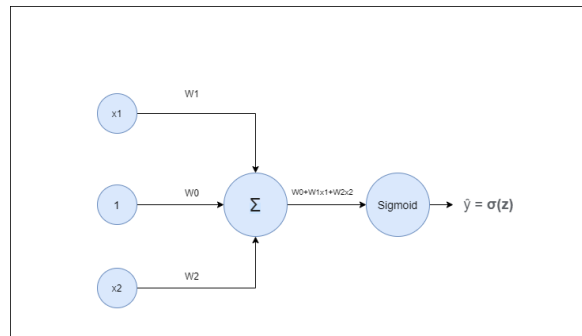 W1
x1
W0
1
Σ
W0+W1x1+W2x2
Sigmoid
ŷ = σ(z)
W2
x2